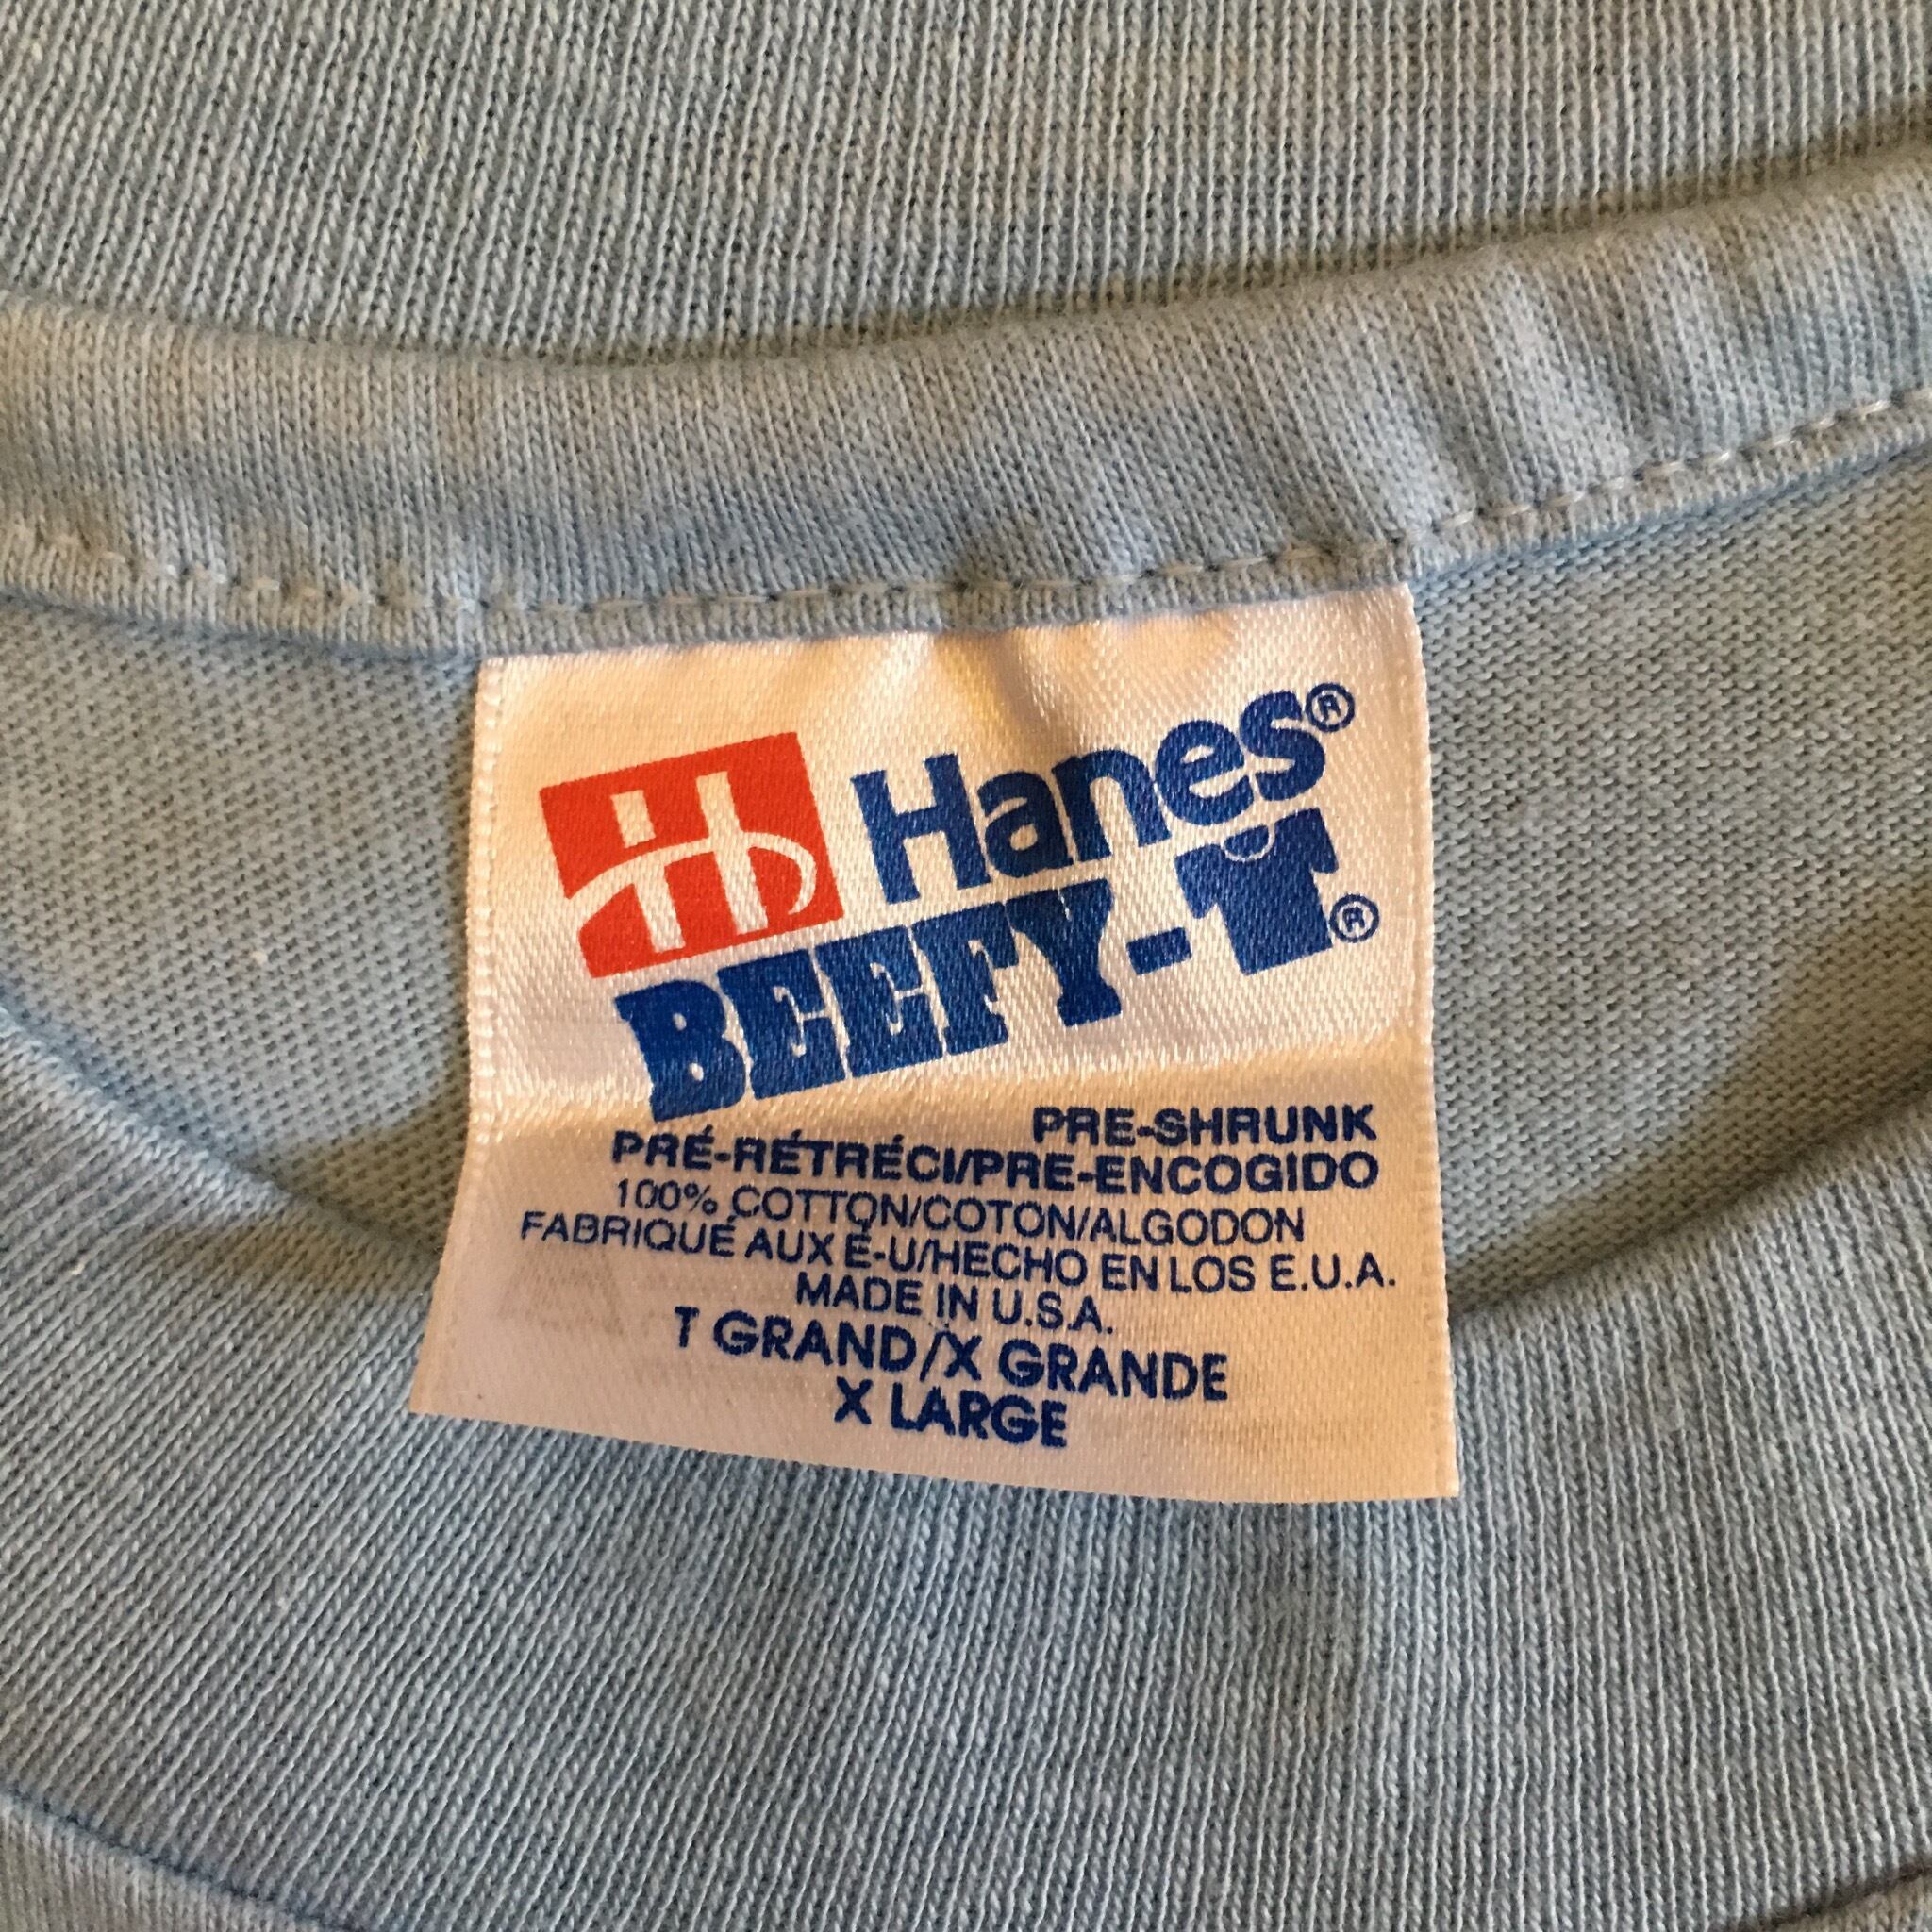 Hanes®
BEEFY-T®
PRE-SHRUNK
PRÉ-RÉTRÉCI/PRE-ENCOGIDO
100% COTTON/COTON/ALGODON
FABRIQUÉ AUX É-U/HECHO EN LOS E.U.A.
MADE IN U.S.A.
T GRAND/X GRANDE
X LARGE